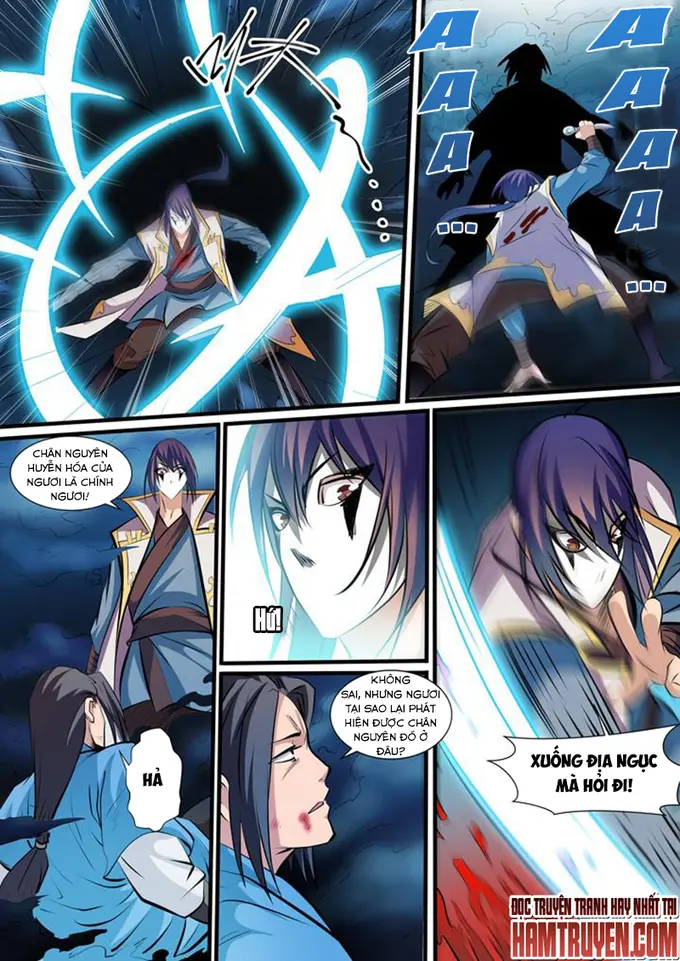 A A
A A
A A
... A
...
CHÂN NGUYÊN
HUYỄN HÓA CỦA
NGƯƠI LÀ CHÍNH
NGƯƠI!
HỨ!
HẢ
KHÔNG
SAI, NHƯNG NGƯƠI
TẠI SAO LẠI PHÁT
HIỆN ĐƯỢC CHÂN
NGUYÊN ĐÓ Ở
ĐÂU?
XUỐNG ĐỊA NGỤC
MÀ HỎI ĐI!
ĐỌC TRUYỆN TRANH HAY NHẤT TẠI
HAMTRUYEN.COM